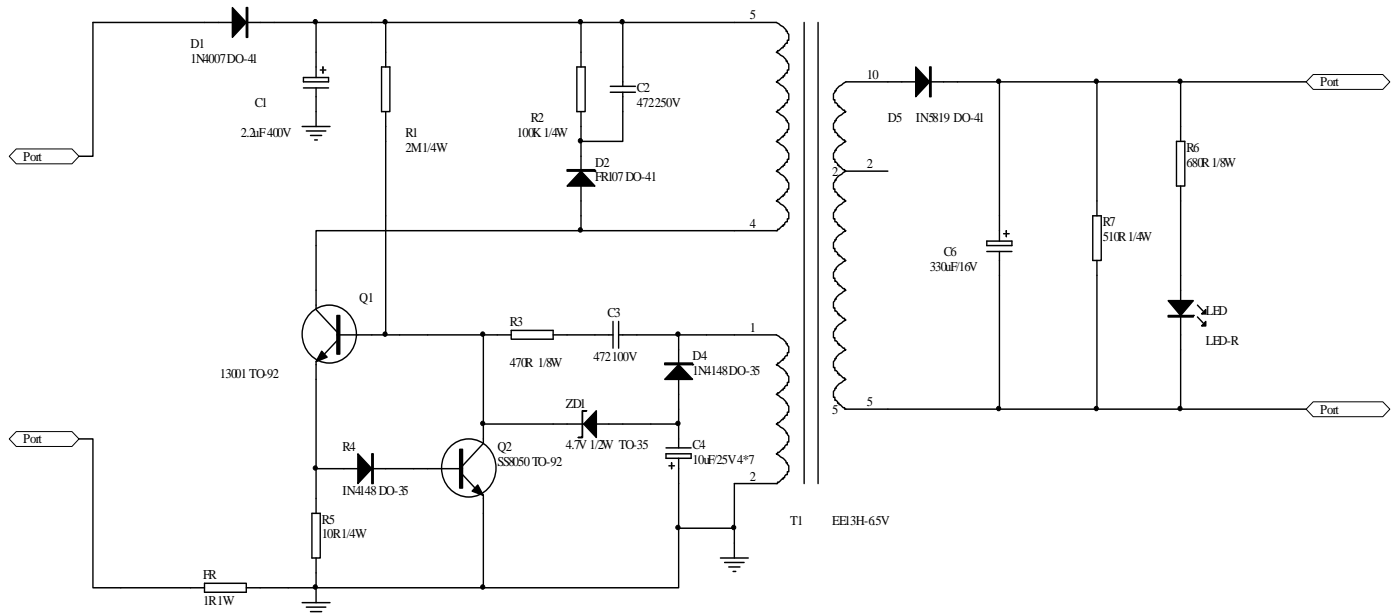 5
D1
1N4007 DO-41
C1
2.2uF 400V
R1
2M 1/4W
R2
100K 1/4W
C2
472 250V
D2
FR107 DO-41
4
10
D5 IN5819 DO-41
2
2
Port
Port
R6
680R 1/8W
R7
510R 1/4W
C6
330uF/16V
LED
LED-R
Q1
13001 TO-92
R3
470R 1/8W
C3
472 100V
1
D4
1N4148 DO-35
5
5
Port
Port
ZD1
4.7V 1/2W TO-35
Q2
SS8050 TO-92
C4
10uF/25V 4*7
R4
IN4148 DO-35
2
R5
10R 1/4W
T1 EE13H-6.5V
FR
1R 1W